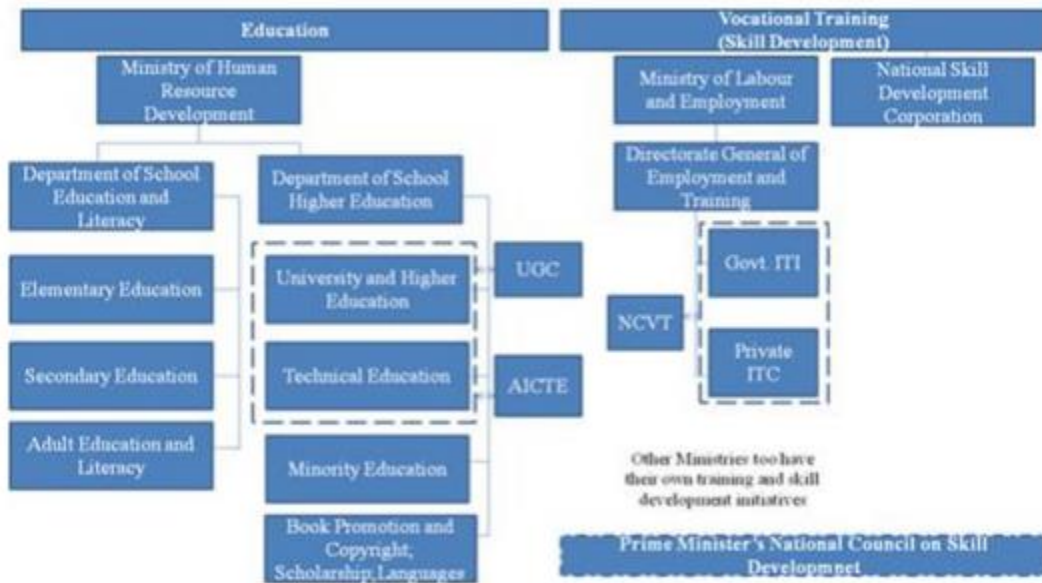 Education
Vocational Training
(Skill Development)
Ministry of Human
Resource
Development
Ministry of Labour
and Employment
National Skill
Development
Corporation
Department of School
Education and
Literacy
Department of School
Higher Education
Directorate General of
Employment and
Training
Elementary Education
University and Higher
Education
UGC
Govt. ITI
NCVT
Secondary Education
Technical Education
AICTE
Private
ITC
Adult Education and
Literacy
Minority Education
Other Ministries too have
their own training and skill
development initiatives
Book Promotion and
Copyright,
Scholarship,Languages
Prime Minister's National Council on Skill
Developmnet